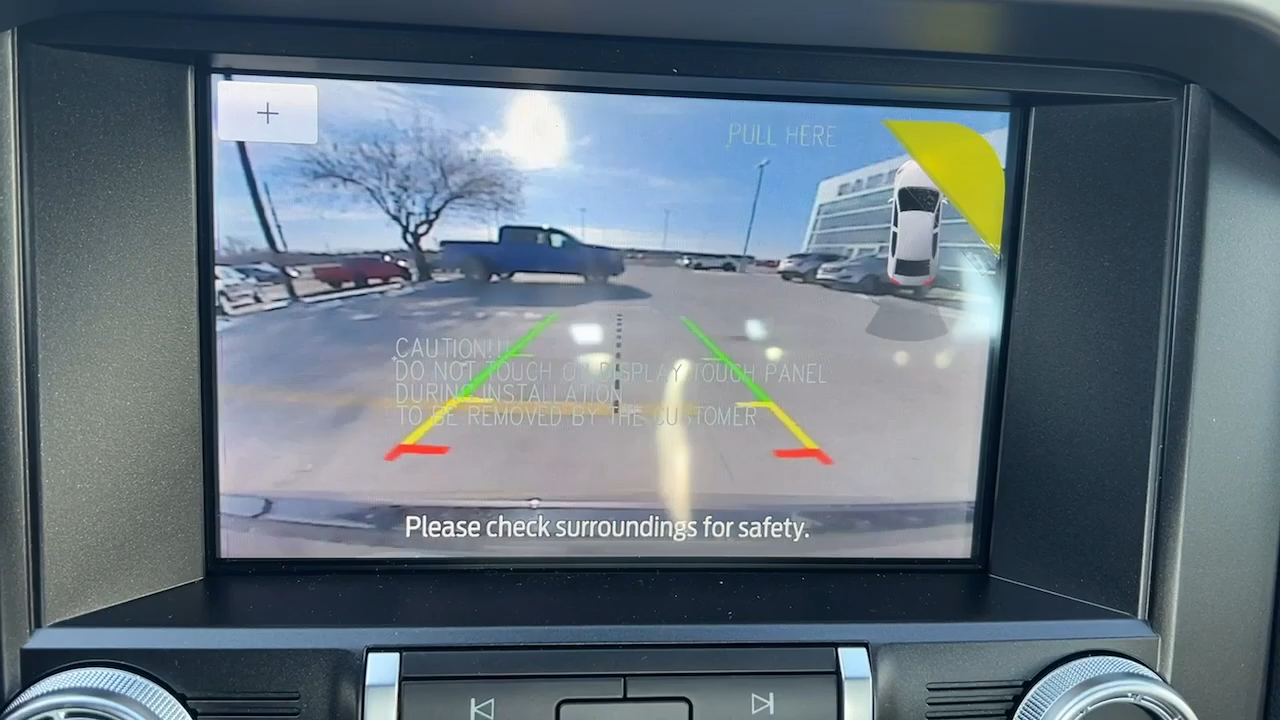 PULL HERE
CAUTION!!!
DO NOT TOUCH ON DISPLAY TOUCH PANEL
DURING INSTALLATION
TO BE REMOVED BY THE CUSTOMER
Please check surroundings for safety.